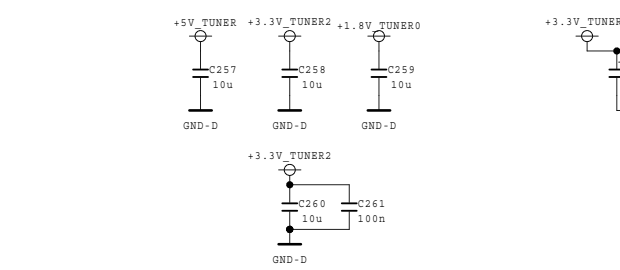 +5V_TUNER +3.3V_TUNER2 +1.8V_TUNER0 +3.3V_TUNER
C257 C258 C259
10u 10u 10u
GND-D GND-D GND-D
+3.3V_TUNER2
C260 C261
10u 100n
GND-D